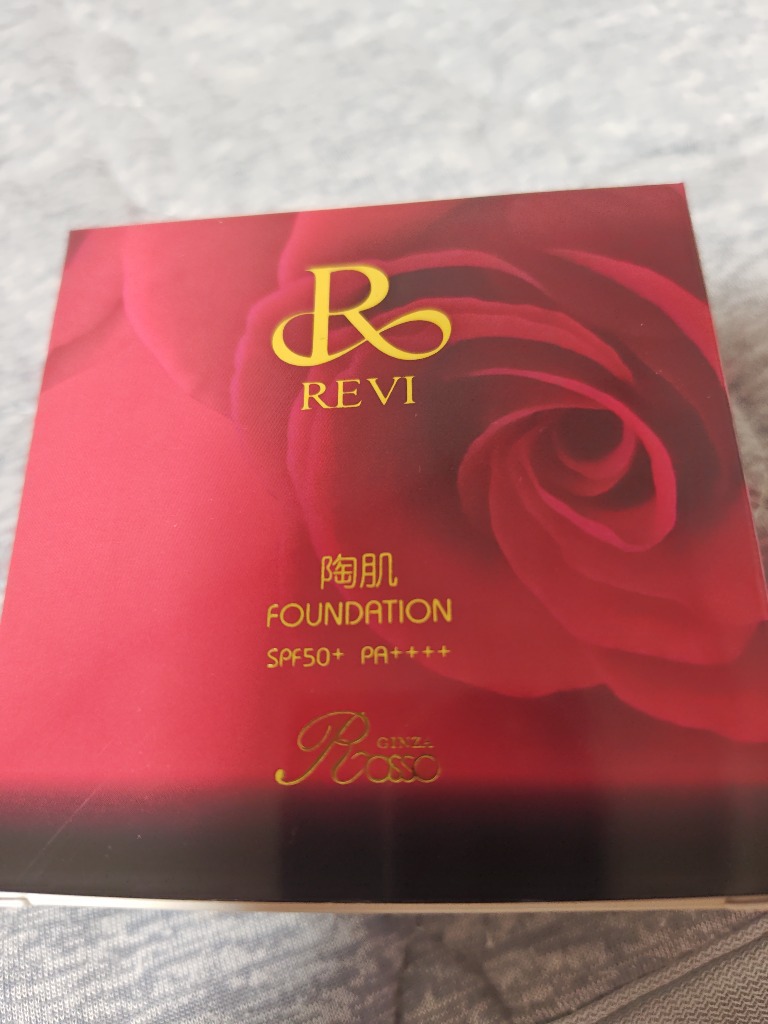 R
REVI
陶肌
FOUNDATION
SPF50+ PA++++
GINZA
Rosso